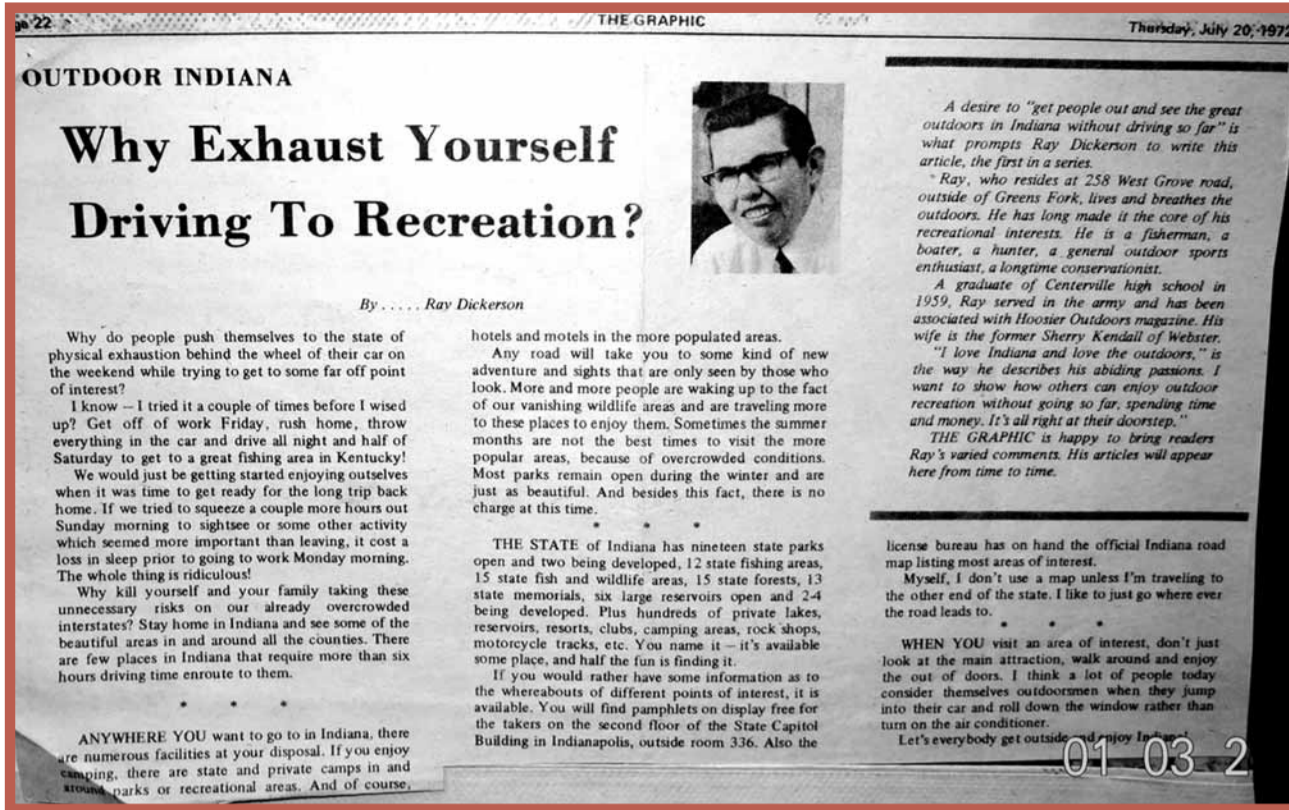 ge 22
THE GRAPHIC
Thursday, July 20, 1972
OUTDOOR INDIANA
Why Exhaust Yourself
Driving To Recreation?
By . . . . . Ray Dickerson
Why do people push themselves to the state of
physical exhaustion behind the wheel of their car on
the weekend while trying to get to some far off point
of interest?
I know — I tried it a couple of times before I wised
up? Get off of work Friday, rush home, throw
everything in the car and drive all night and half of
Saturday to get to a great fishing area in Kentucky!
We would just be getting started enjoying outselves
when it was time to get ready for the long trip back
home. If we tried to squeeze a couple more hours out
Sunday morning to sightsee or some other activity
which seemed more important than leaving, it cost a
loss in sleep prior to going to work Monday morning.
The whole thing is ridiculous!
Why kill yourself and your family taking these
unnecessary risks on our already overcrowded
interstates? Stay home in Indiana and see some of the
beautiful areas in and around all the counties. There
are few places in Indiana that require more than six
hours driving time enroute to them.
* * *
ANYWHERE YOU want to go in Indiana, there
are numerous facilities at your disposal. If you enjoy
camping, there are state and private camps in and
around parks or recreational areas. And of course,
hotels and motels in the more populated areas.
Any road will take you to some kind of new
adventure and sights that are only seen by those who
look. More and more people are waking up to the fact
of our vanishing wildlife areas and are traveling more
to these places to enjoy them. Sometimes the summer
months are not the best times to visit the more
popular areas, because of overcrowded conditions.
Most parks remain open during the winter and are
just as beautiful. And besides this fact, there is no
charge at this time.
* * *
THE STATE of Indiana has nineteen state parks
open and two being developed, 12 state fishing areas,
15 state fish and wildlife areas, 15 state forests, 13
state memorials, six large reservoirs open and 2-4
being developed. Plus hundreds of private lakes,
reservoirs, resorts, clubs, camping areas, rock shops,
motorcycle tracks, etc. You name it — it's available
some place, and half the fun is finding it.
If you would rather have some information as to
the whereabouts of different points of interest, it is
available. You will find pamphlets on display free for
the takers on the second floor of the State Capitol
Building in Indianapolis, outside room 336. Also the
license bureau has on hand the official Indiana road
map listing most areas of interest.
Myself, I don't use a map unless I'm traveling to
the other end of the state. I like to just go where ever
the road leads to.
* * *
WHEN YOU visit an area of interest, don't just
look at the main attraction, walk around and enjoy
the out of doors. I think a lot of people today
consider themselves outdoorsmen when they jump
into their car and roll down the window rather than
turn on the air conditioner.
Let's everybody get outside and enjoy Indiana!
A desire to "get people out and see the great
outdoors in Indiana without driving so far" is
what prompts Ray Dickerson to write this
article, the first in a series.
Ray, who resides at 258 West Grove road,
outside of Greens Fork, lives and breathes the
outdoors. He has long made it the core of his
recreational interests. He is a fisherman, a
boater, a hunter, a general outdoor sports
enthusiast, a longtime conservationist.
A graduate of Centerville high school in
1959, Ray served in the army and has been
associated with Hoosier Outdoors magazine. His
wife is the former Sherry Kendall of Webster.
"I love Indiana and love the outdoors," is
the way he describes his abiding passions. I
want to show how others can enjoy outdoor
recreation without going so far, spending time
and money. It's all right at their doorstep."
THE GRAPHIC is happy to bring readers
Ray's varied comments. His articles will appear
here from time to time.
01 03 2